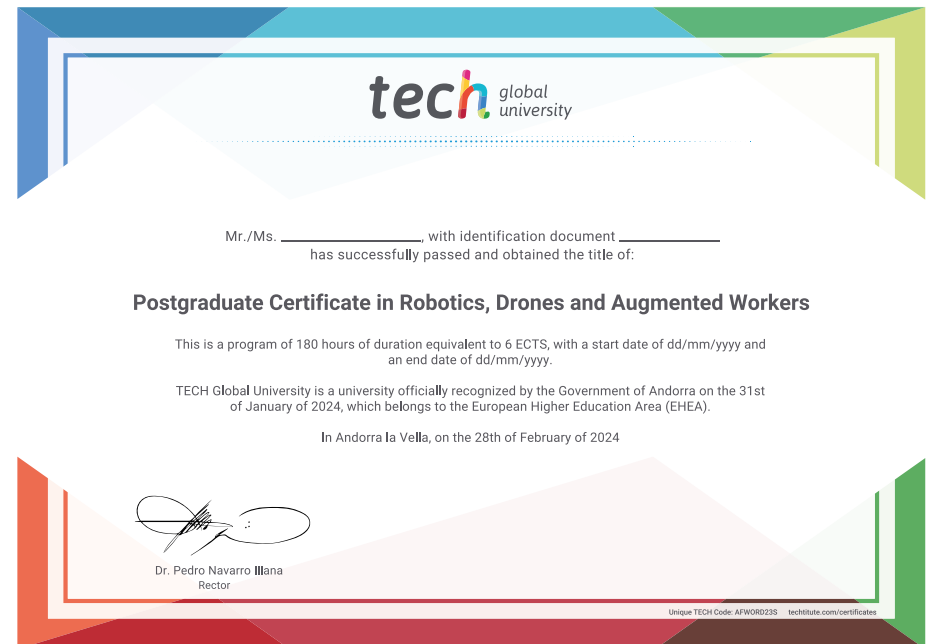 tech global
university
Mr./Ms. ____________, with identification document ____________
has successfully passed and obtained the title of:
Postgraduate Certificate in Robotics, Drones and Augmented Workers
This is a program of 180 hours of duration equivalent to 6 ECTS, with a start date of dd/mm/yyyy and
an end date of dd/mm/yyyy.
TECH Global University is a university officially recognized by the Government of Andorra on the 31st
of January of 2024, which belongs to the European Higher Education Area (EHEA).
In Andorra la Vella, on the 28th of February of 2024
Dr. Pedro Navarro Illana
Rector
Unique TECH Code: AFWORD23S techtitute.com/certificates